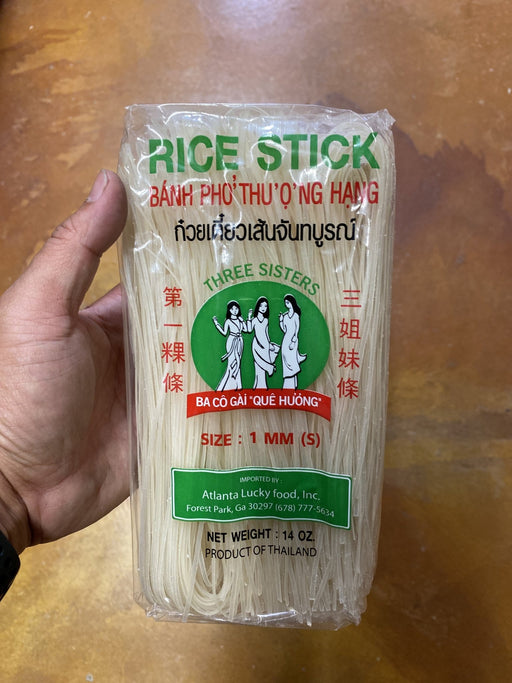 RICE STICK
BÁNH PHỞ THƯỢNG HẠNG
ก๋วยเตี๋ยวเส้นจันทบูรณ์
THREE SISTERS
第一粿條
三姐妹條
BA CÔ GÀI "QUÊ HƯỞNG"
SIZE : 1 MM (S)
IMPORTED BY :
Atlanta Lucky food, Inc.
Forest Park, Ga 30297 (678) 777-5634
NET WEIGHT : 14 OZ.
PRODUCT OF THAILAND